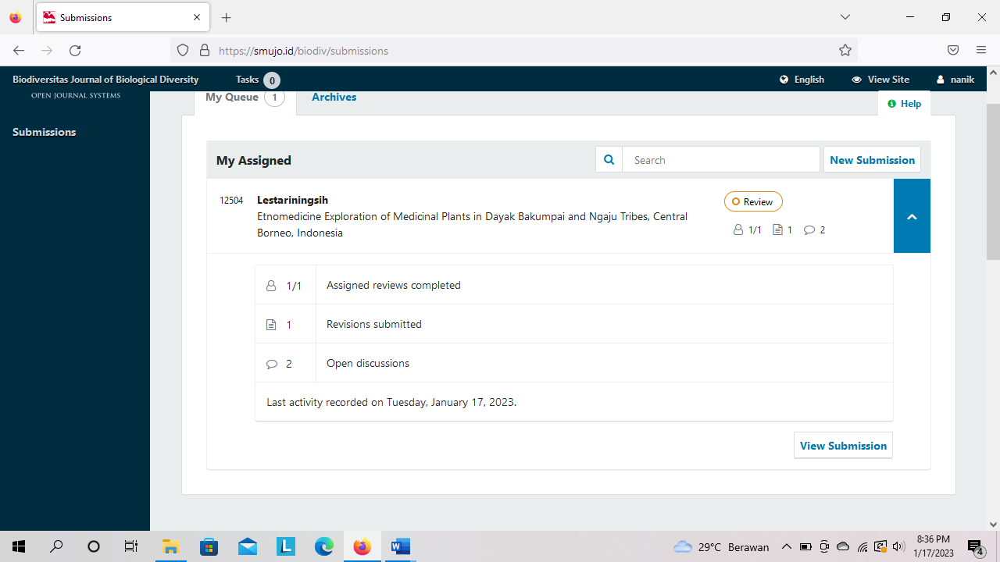 Submissions
https://smujo.id/biodiv/submissions
Biodiversitas Journal of Biological Diversity
Tasks 0
English
View Site
nanik
OPEN JOURNAL SYSTEMS
My Queue 1
Archives
Help
Submissions
My Assigned
Search
New Submission
12504
Lestariningsih
Etnomedicine Exploration of Medicinal Plants in Dayak Bakumpai and Ngaju Tribes, Central
Borneo, Indonesia
Review
1/1 1 2
1/1 Assigned reviews completed
1 Revisions submitted
2 Open discussions
Last activity recorded on Tuesday, January 17, 2023.
View Submission
L
W
29°C Berawan
8:36 PM
1/17/2023
4